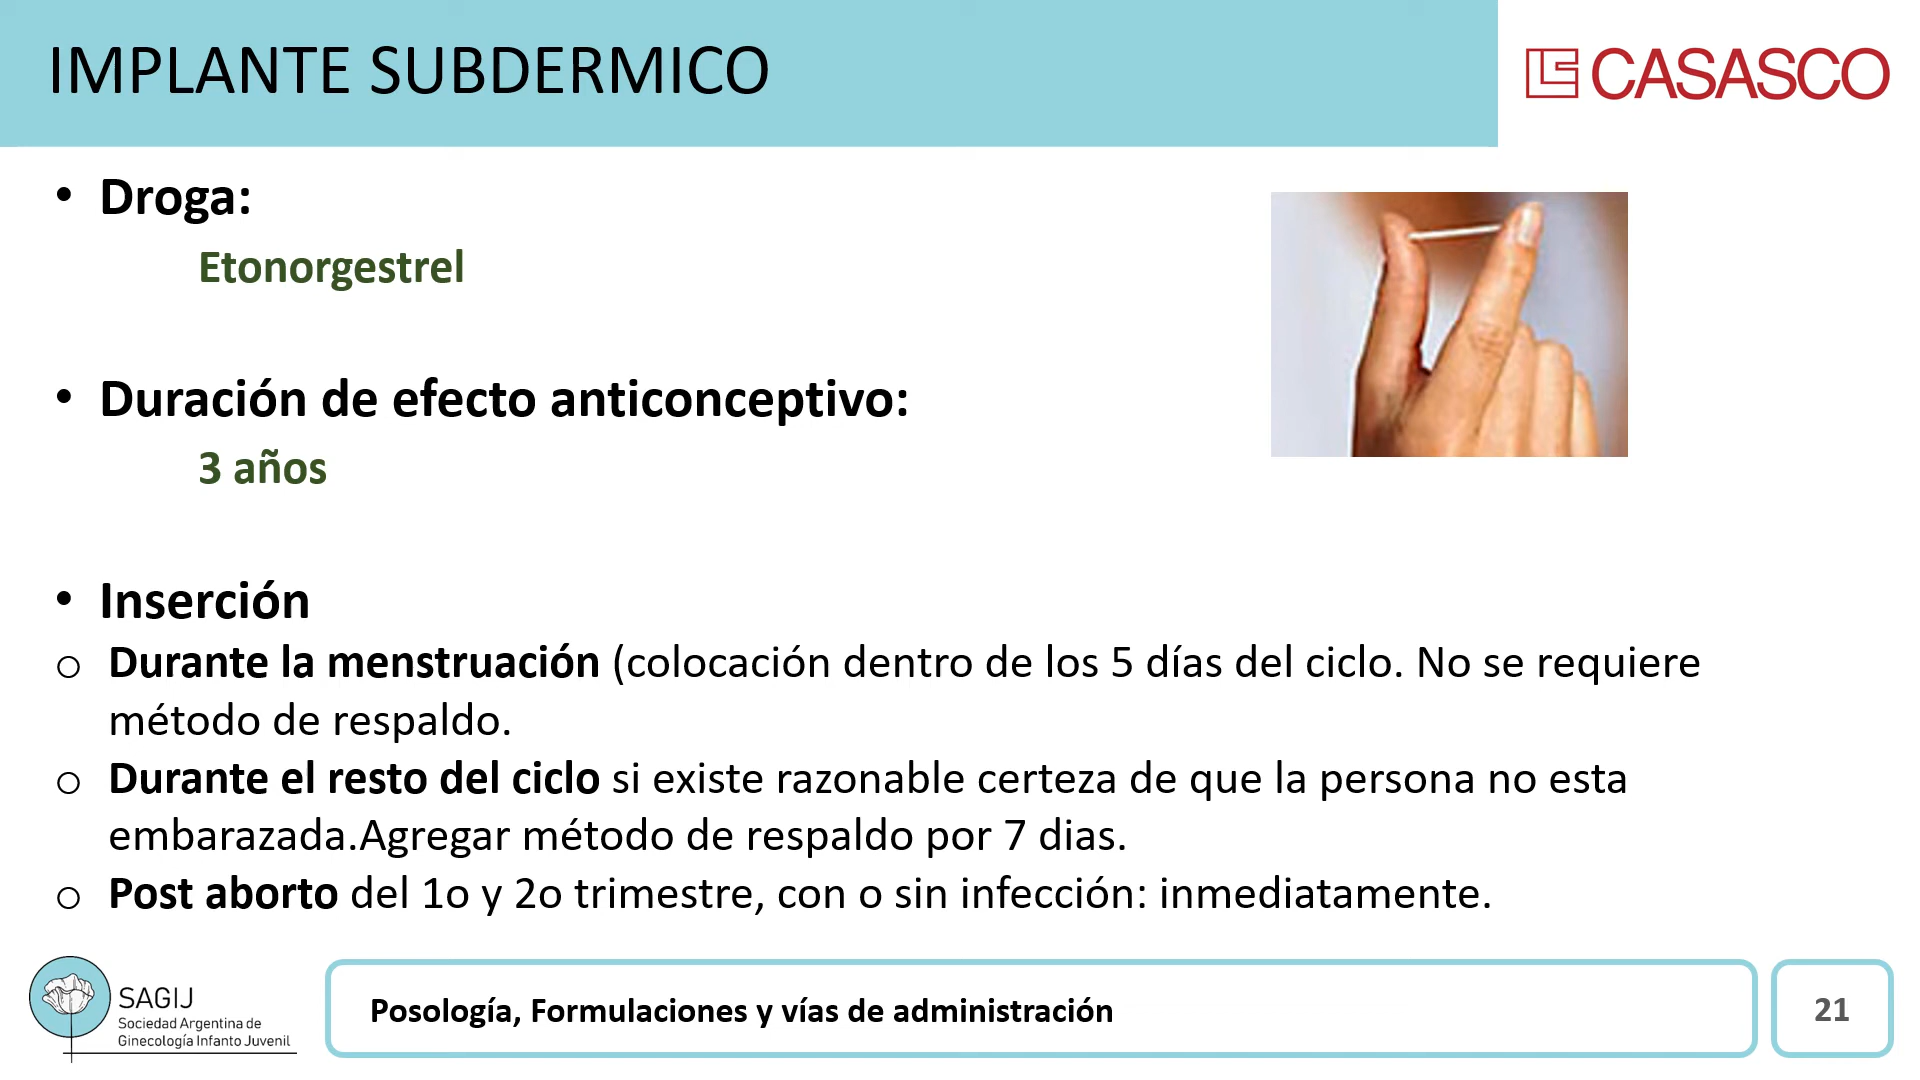 IMPLANTE SUBDERMICO
CASASCO
• Droga:
Etonorgestrel
• Duración de efecto anticonceptivo:
3 años
• Inserción
o Durante la menstruación (colocación dentro de los 5 días del ciclo. No se requiere
método de respaldo.
o Durante el resto del ciclo si existe razonable certeza de que la persona no esta
embarazada.Agregar método de respaldo por 7 dias.
o Post aborto del 1o y 2o trimestre, con o sin infección: inmediatamente.
SAGIJ
Sociedad Argentina de
Ginecología Infanto Juvenil
Posología, Formulaciones y vías de administración
21